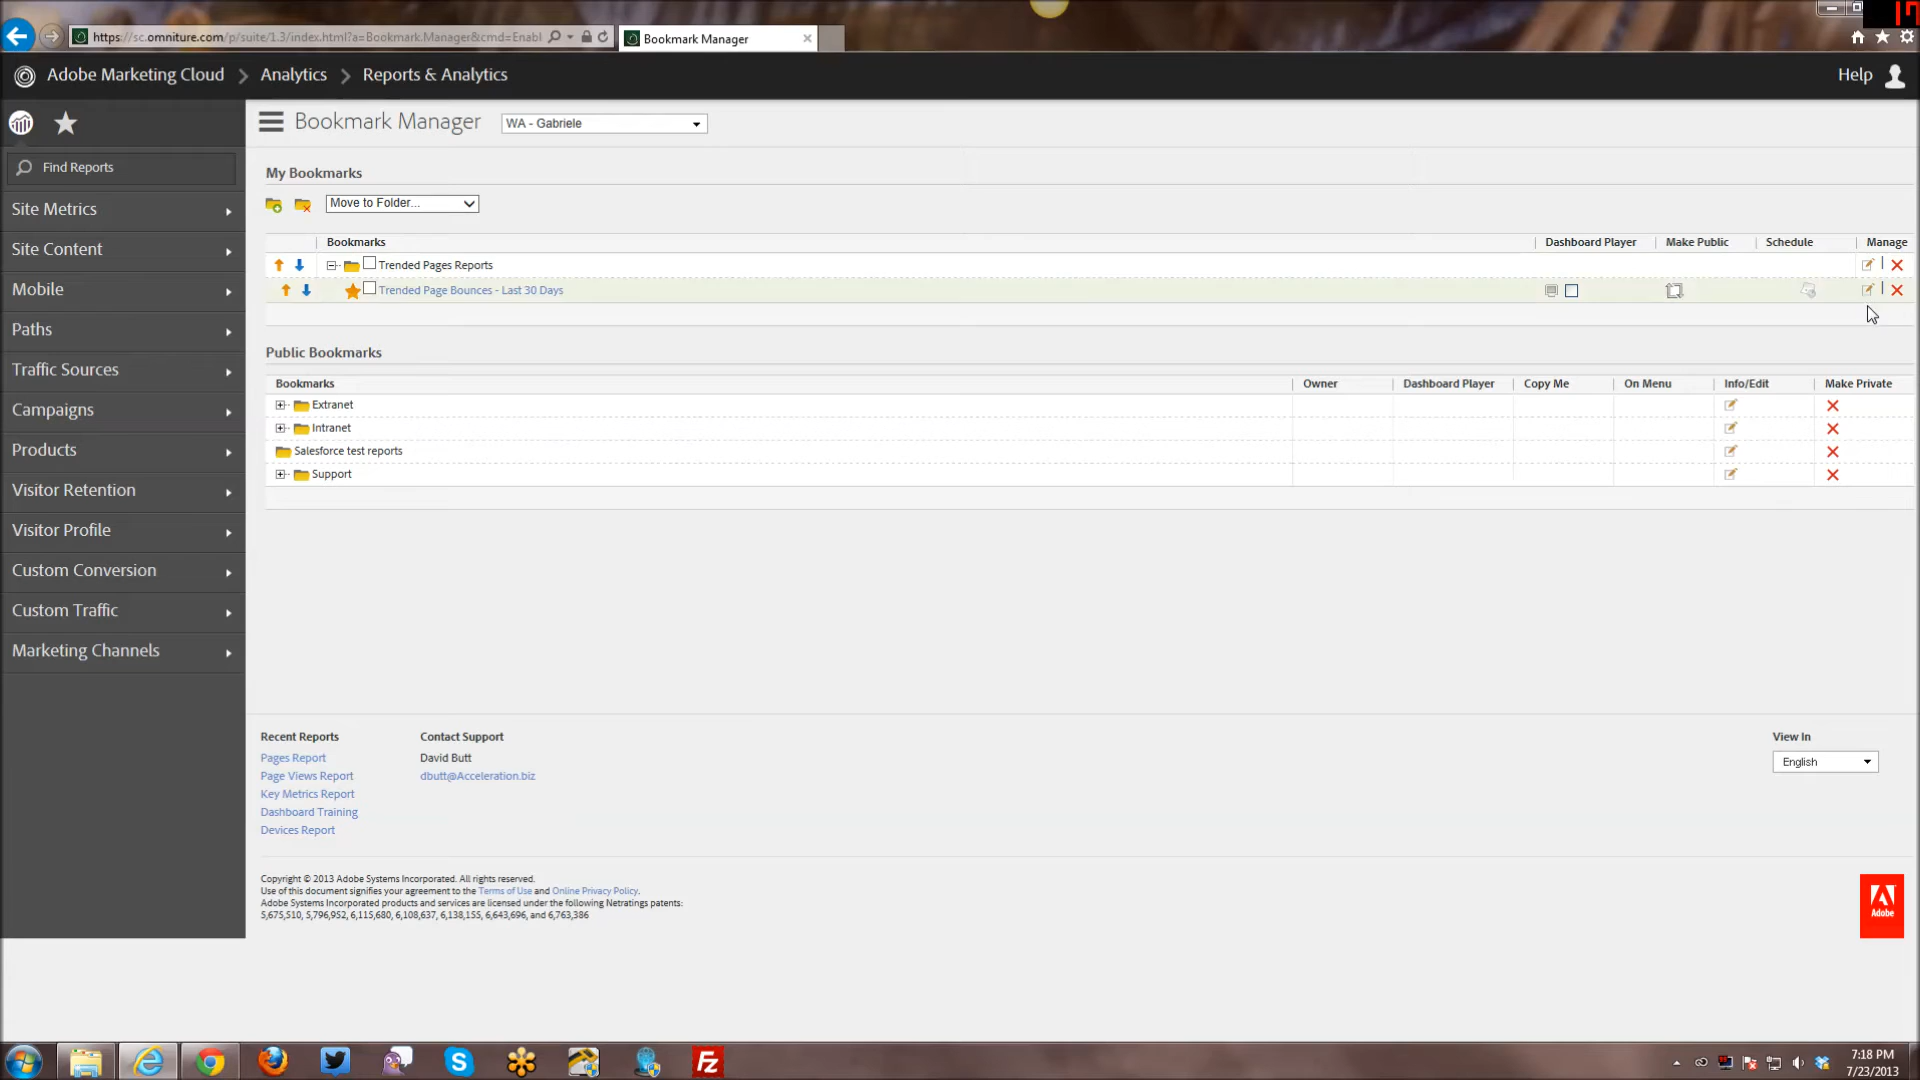 https://sc.omniture.com/p/suite/1.3/index.html?a=Bookmark.Manager&cmd=Enabl
Bookmark Manager
Adobe Marketing Cloud > Analytics > Reports & Analytics
Help
Bookmark Manager
WA - Gabriele
Find Reports
Site Metrics
Site Content
Mobile
Paths
Traffic Sources
Campaigns
Products
Visitor Retention
Visitor Profile
Custom Conversion
Custom Traffic
Marketing Channels
My Bookmarks
Move to Folder...
Bookmarks Dashboard Player Make Public Schedule Manage
Trended Pages Reports
Trended Page Bounces - Last 30 Days
Public Bookmarks
Bookmarks Owner Dashboard Player Copy Me On Menu Info/Edit Make Private
Extranet
Intranet
Salesforce test reports
Support
Recent Reports
Pages Report
Page Views Report
Key Metrics Report
Dashboard Training
Devices Report
Contact Support
David Butt
dbutt@Acceleration.biz
View In
English
Copyright © 2013 Adobe Systems Incorporated. All rights reserved.
Use of this document signifies your agreement to the Terms of Use and Online Privacy Policy.
Adobe Systems Incorporated products and services are licensed under the following Netratings patents:
5,675,510, 5,796,952, 6,115,680, 6,108,637, 6,138,155, 6,643,696, and 6,763,386
Adobe
7:18 PM
7/23/2013